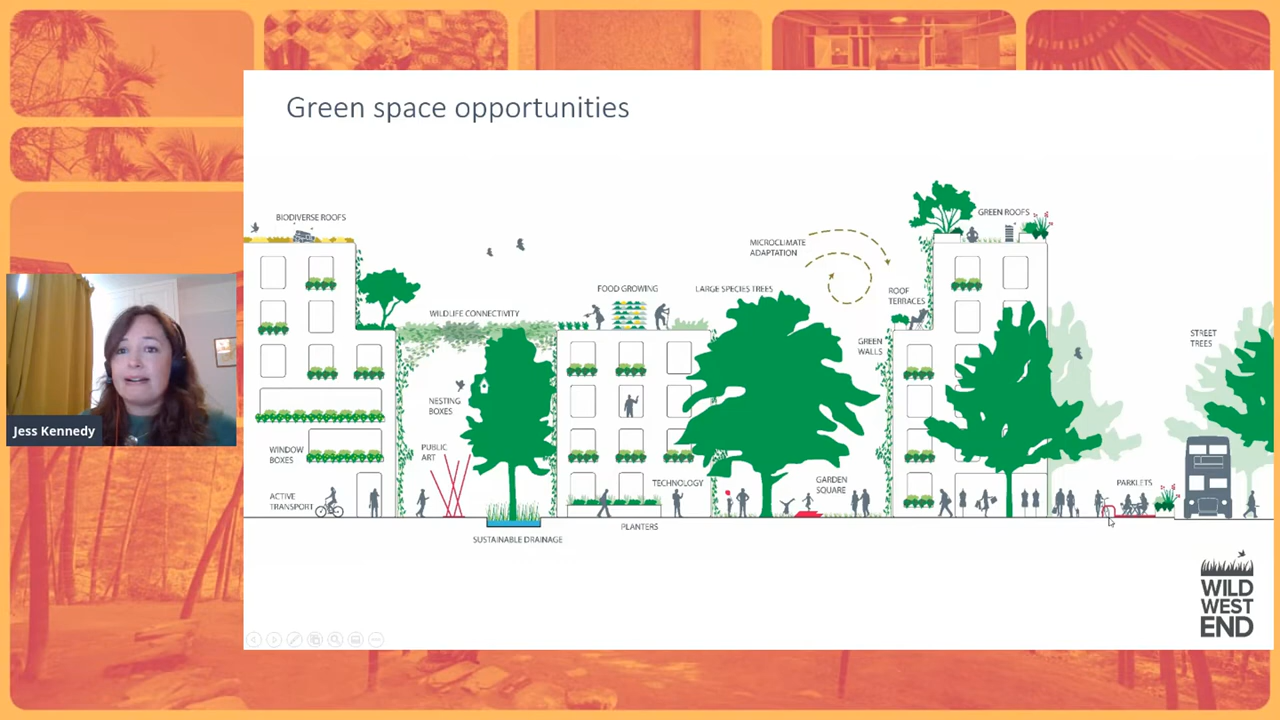 Green space opportunities
BIODIVERSE ROOFS
GREEN ROOFS
MICROCLIMATE
ADAPTATION
FOOD GROWING
LARGE SPECIES TREES
ROOF
TERRACES
WILDLIFE CONNECTIVITY
GREEN
WALLS
STREET
TREES
NESTING
BOXES
Jess Kennedy
WINDOW
BOXES
PUBLIC
ART
TECHNOLOGY
GARDEN
SQUARE
PARKLETS
ACTIVE
TRANSPORT
PLANTERS
SUSTAINABLE DRAINAGE
WILD
WEST
END